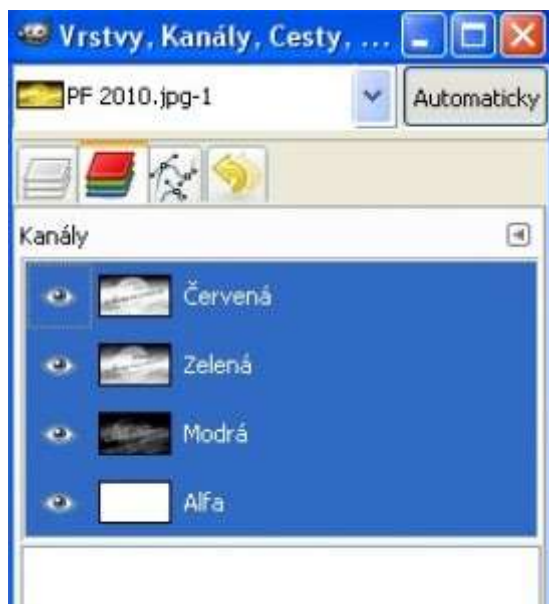 Vrstvy, Kanály, Cesty, ...
PF 2010.jpg-1
Automaticky
Kanály
Červená
Zelená
Modrá
Alfa